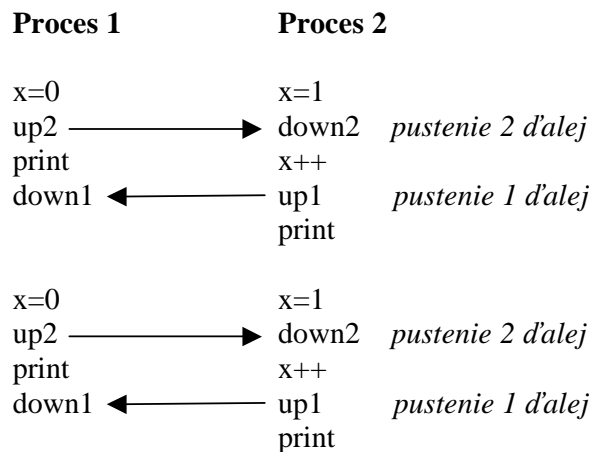 Proces 1 Proces 2
x=0 x=1
up2 down2 pustenie 2 ďalej
print x++
down1 up1 pustenie 1 ďalej
print
x=0 x=1
up2 down2 pustenie 2 ďalej
print x++
down1 up1 pustenie 1 ďalej
print